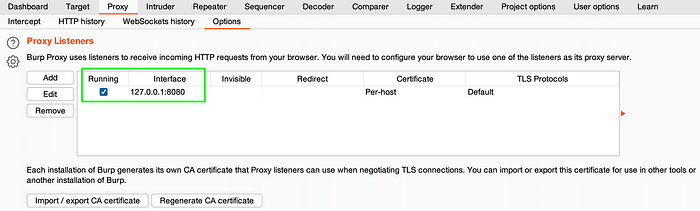 Dashboard Target Proxy Intruder Repeater Sequencer Decoder Comparer Logger Extender Project options User options Learn
Intercept HTTP history WebSockets history Options
Proxy Listeners
Burp Proxy uses listeners to receive incoming HTTP requests from your browser. You will need to configure your browser to use one of the listeners as its proxy server.
Add Running Interface Invisible Redirect Certificate TLS Protocols
Edit 127.0.0.1:8080 Per-host Default
Remove
Each installation of Burp generates its own CA certificate that Proxy listeners can use when negotiating TLS connections. You can import or export this certificate for use in other tools or
another installation of Burp.
Import / export CA certificate Regenerate CA certificate